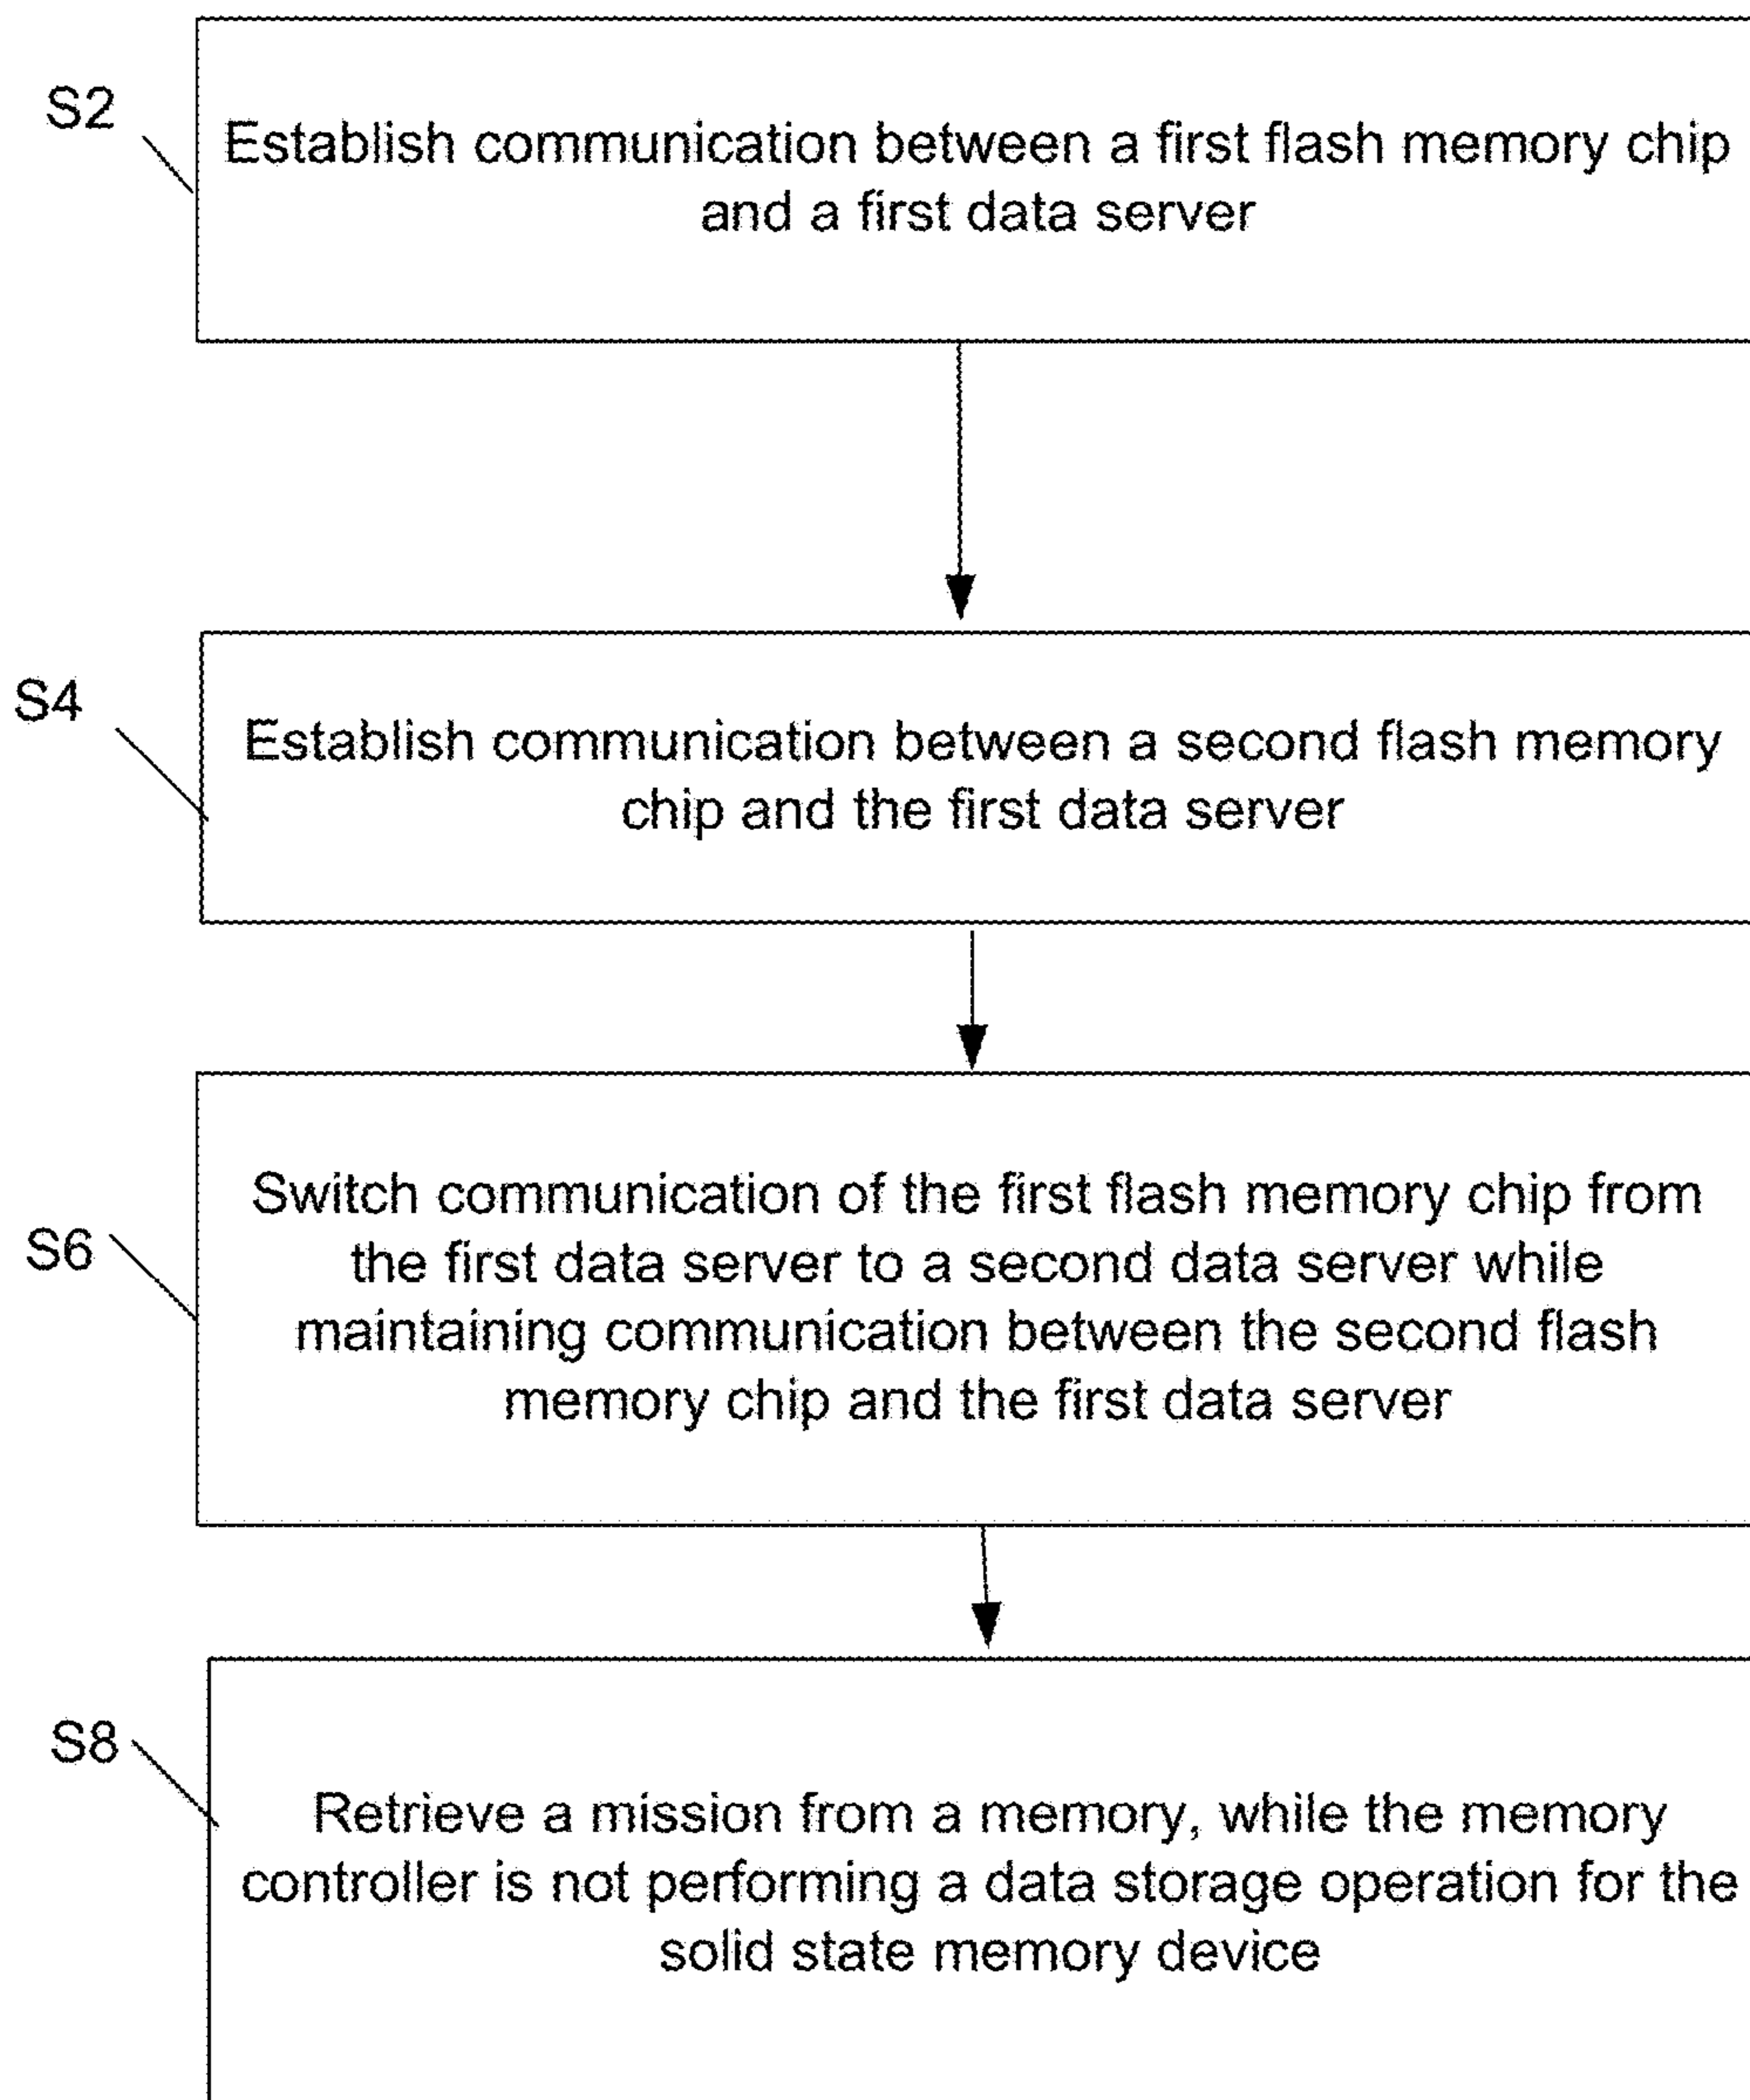 S2
Establish communication between a first flash memory chip
and a first data server
S4
Establish communication between a second flash memory
chip and the first data server
S6
Switch communication of the first flash memory chip from
the first data server to a second data server while
maintaining communication between the second flash
memory chip and the first data server
S8
Retrieve a mission from a memory, while the memory
controller is not performing a data storage operation for the
solid state memory device